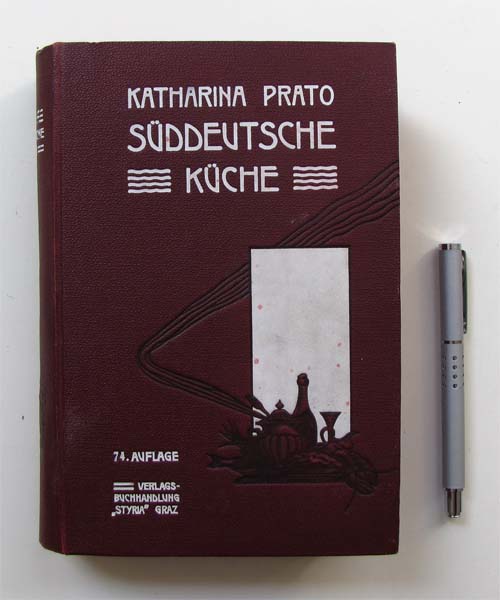 KATHARINA PRATO
SÜDDEUTSCHE
KÜCHE
74. AUFLAGE
VERLAGS-
BUCHHANDLUNG
„STYRIA" GRAZ